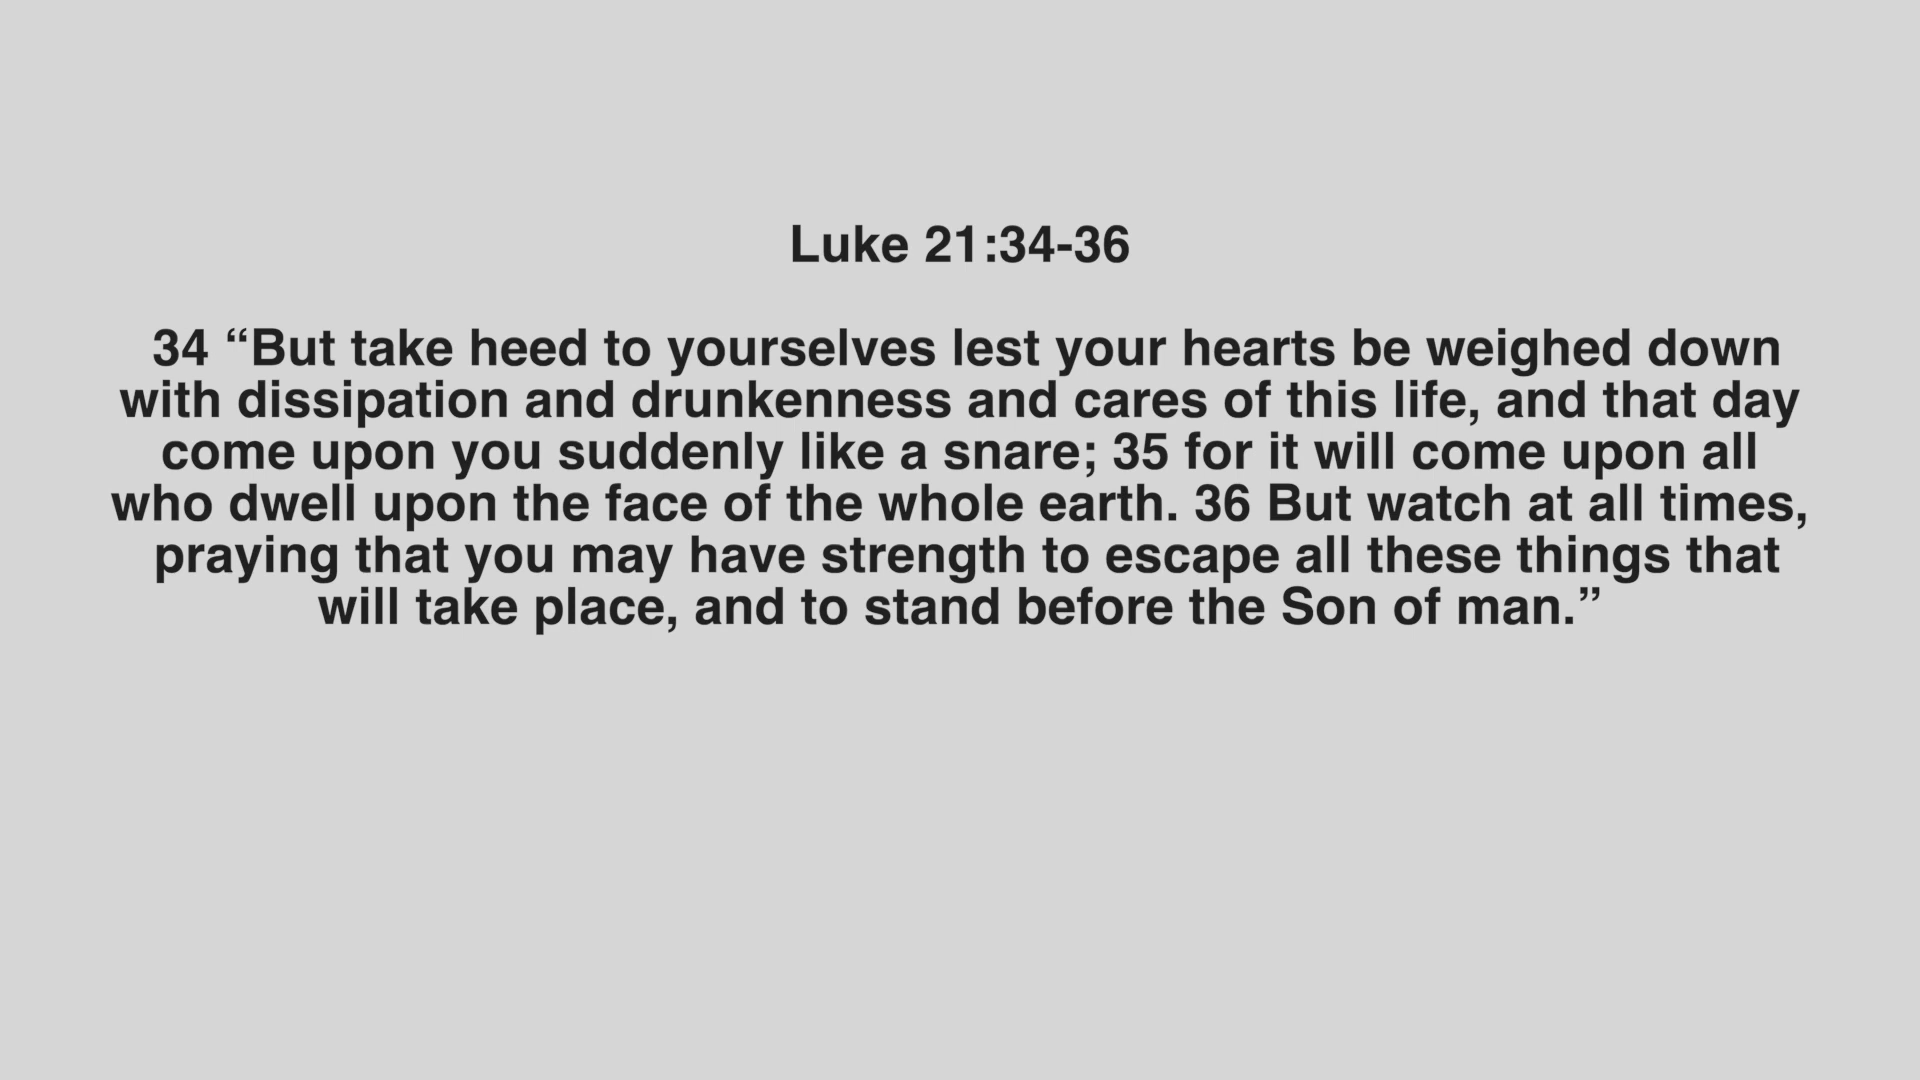 Luke 21:34-36
34 “But take heed to yourselves lest your hearts be weighed down
with dissipation and drunkenness and cares of this life, and that day
come upon you suddenly like a snare; 35 for it will come upon all
who dwell upon the face of the whole earth. 36 But watch at all times,
praying that you may have strength to escape all these things that
will take place, and to stand before the Son of man.”